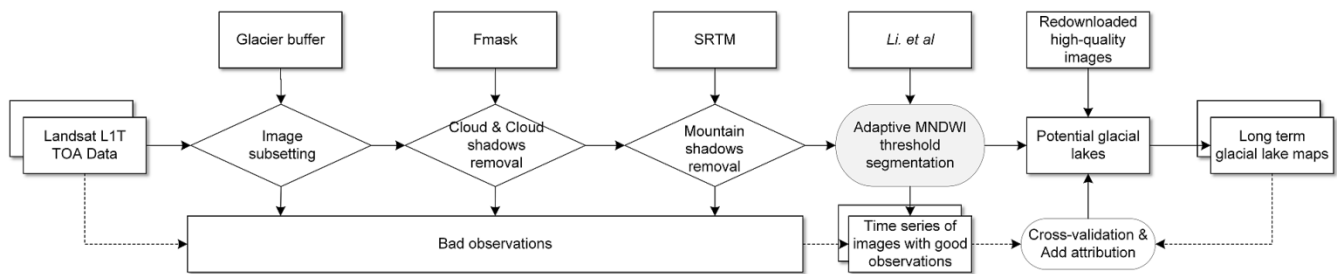 Glacier buffer
Fmask
SRTM
Li. et al
Redownloaded
high-quality
images
Landsat L1T
TOA Data
Image
subsetting
Cloud & Cloud
shadows
removal
Mountain
shadows
removal
Adaptive MNDWI
threshold
segmentation
Potential glacial
lakes
Long term
glacial lake maps
Bad observations
Time series of
images with good
observations
Cross-validation &
Add attribution